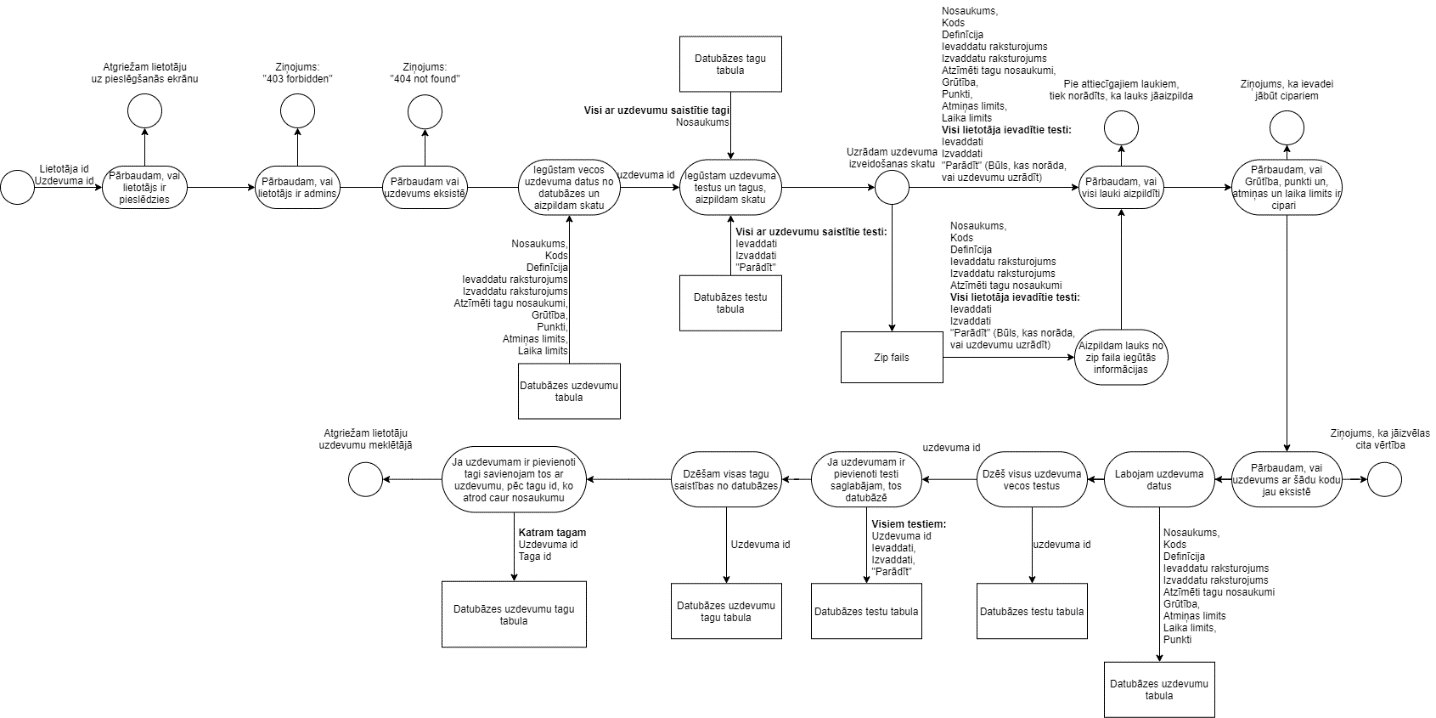 Lietotāja id
Uzdevuma id
Atgriežam lietotāju
uz pieslēgšanās ekrānu
Pārbaudam, vai
lietotājs ir
pieslēdzies
Ziņojums:
"403 forbidden"
Pārbaudam, vai
lietotājs ir admins
Ziņojums:
"404 not found"
Pārbaudam vai
uzdevums eksistē
Iegūstam vecos
uzdevuma datus no
datubāzes un
aizpildam skatu
Nosaukums,
Kods
Definīcija
Ievaddatu raksturojums
Izvaddatu raksturojums
Atzīmēti tagu nosaukumi,
Grūtība,
Punkti,
Atmiņas limits,
Laika limits
Datubāzes uzdevumu
tabula
uzdevuma id
Datubāzes tagu
tabula
Visi ar uzdevumu saistītie tagi
Nosaukums
Iegūstam uzdevuma
testus un tagus,
aizpildam skatu
Visi ar uzdevumu saistītie testi:
Ievaddati
Izvaddati
"Parādīt"
Datubāzes testu
tabula
Uzrādam uzdevuma
izveidošanas skatu
Nosaukums,
Kods
Definīcija
Ievaddatu raksturojums
Izvaddatu raksturojums
Atzīmēti tagu nosaukumi,
Grūtība,
Punkti,
Atmiņas limits,
Laika limits
Visi lietotāja ievadītie testi:
Ievaddati
Izvaddati
"Parādīt" (Būls, kas norāda,
vai uzdevumu uzrādīt)
Zip fails
Nosaukums,
Kods
Definīcija
Ievaddatu raksturojums
Izvaddatu raksturojums
Atzīmēti tagu nosaukumi
Visi lietotāja ievadītie testi:
Ievaddati
Izvaddati
"Parādīt" (Būls, kas norāda,
vai uzdevumu uzrādīt)
Aizpildam lauks no
zip faila iegūtās
informācijas
Pie attiecīgajiem laukiem,
tiek norādīts, ka lauks jāaizpilda
Pārbaudam, vai
visi lauki aizpildīti
Ziņojums, ka ievadei
jābūt cipariem
Pārbaudam, vai
Grūtība, punkti un,
atmiņas un laika limits ir
cipari
Ziņojums, ka jāizvēlas
cita vērtība
Pārbaudam, vai
uzdevums ar šādu kodu
jau eksistē
Labojam uzdevuma
datus
Nosaukums,
Kods
Definīcija
Ievaddatu raksturojums
Izvaddatu raksturojums
Atzīmēti tagu nosaukumi
Grūtība,
Atmiņas limits
Laika limits,
Punkti
Datubāzes uzdevumu
tabula
Dzēš visus uzdevuma
vecos testus
uzdevuma id
Datubāzes testu tabula
uzdevuma id
Ja uzdevumam ir
pievienoti testi
saglabājam, tos
datubāzē
Visiem testiem:
Uzdevuma id
Ievaddati,
Izvaddati,
"Parādīt"
Datubāzes testu tabula
Dzēšam visas tagu
saistības no datubāzes
Uzdevuma id
Datubāzes uzdevumu
tagu tabula
Ja uzdevumam ir pievienoti
tagi savienojam tos ar
uzdevumu, pēc tagu id, ko
atrod caur nosaukumu
Katram tagam
Uzdevuma id
Taga id
Datubāzes uzdevumu tagu
tabula
Atgriežam lietotāju
uzdevumu meklētājā